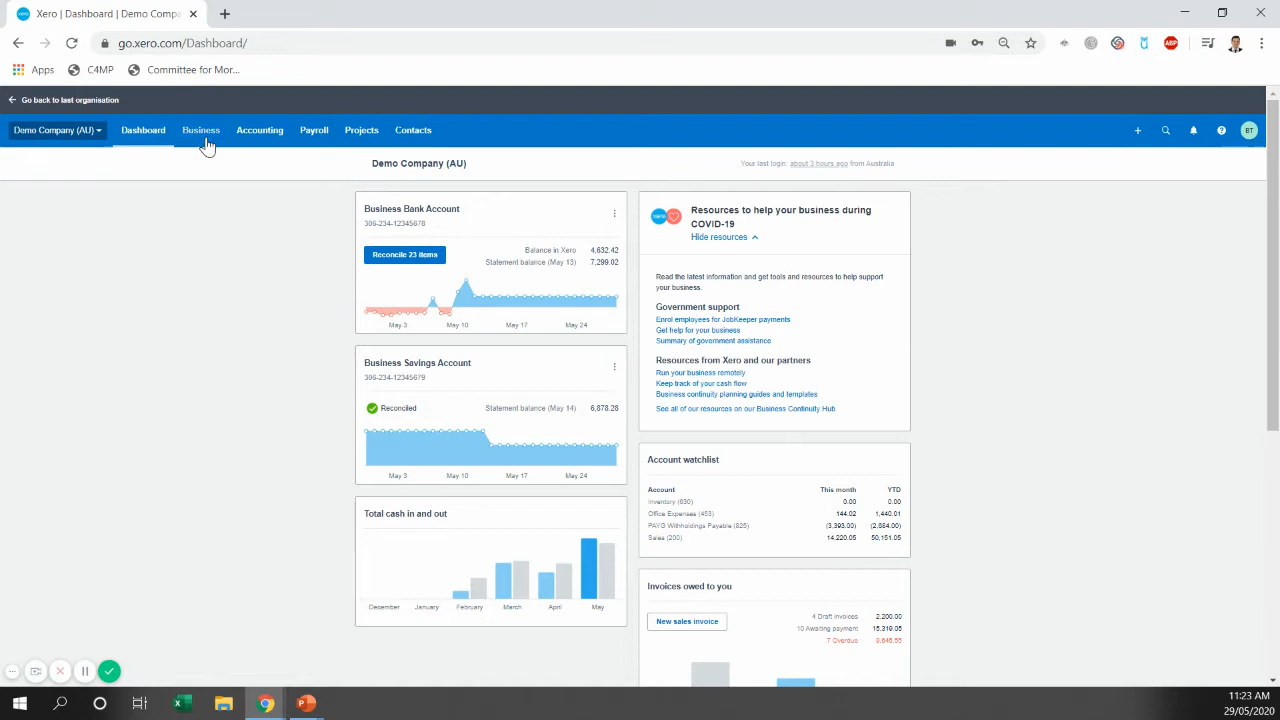 Xero | Dashboard | Demo Compa
go.xero.com/Dashboard/
ABP
Apps
C4MP
Committee for Mor...
Go back to last organisation
Demo Company (AU)
Dashboard
Business
Accounting
Payroll
Projects
Contacts
BT
Demo Company (AU)
Your last login: about 3 hours ago from Australia
Business Bank Account
306-234-12345678
Reconcile 23 items
Balance in Xero 4,632.42
Statement balance (May 13) 7,299.02
May 3 May 10 May 17 May 24
Business Savings Account
306-234-12345679
Reconciled
Statement balance (May 14) 6,878.28
May 3 May 10 May 17 May 24
Total cash in and out
December January February March April May
xero
Resources to help your business during
COVID-19
Hide resources
Read the latest information and get tools and resources to help support
your business.
Government support
Enrol employees for JobKeeper payments
Get help for your business
Summary of government assistance
Resources from Xero and our partners
Run your business remotely
Keep track of your cash flow
Business continuity planning guides and templates
See all of our resources on our Business Continuity Hub
Account watchlist
Account This month YTD
Inventory (630) 0.00 0.00
Office Expenses (453) 144.02 1,440.01
PAYG Withholdings Payable (825) (3,393.00) (2,684.00)
Sales (200) 14,220.05 50,151.05
Invoices owed to you
New sales invoice
4 Draft invoices 2,200.00
10 Awaiting payment 15,319.05
7 Overdue 9,645.55
11:23 AM
29/05/2020